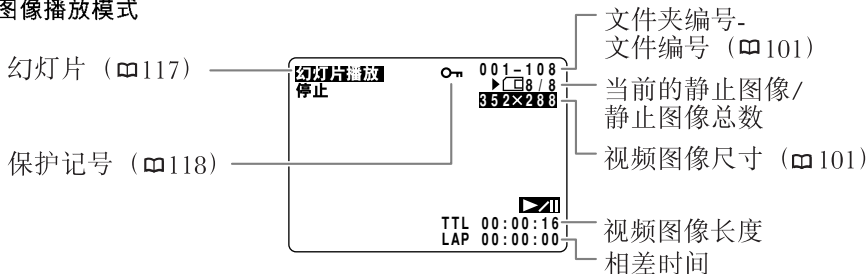 图像播放模式
幻灯片（117）
保护记号（118）
幻灯片播放
停止
001-108
8/8
352×288
TTL 00:00:16
LAP 00:00:00
文件夹编号-
文件编号（101）
当前的静止图像/
静止图像总数
视频图像尺寸（101）
视频图像长度
相差时间